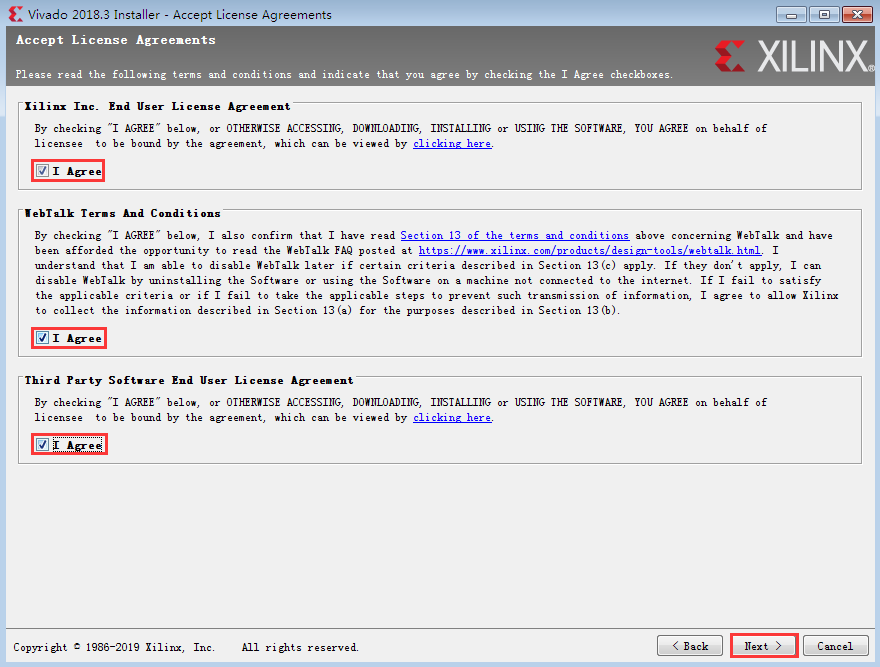 Vivado 2018.3 Installer - Accept License Agreements
Accept License Agreements
XILINX®
Please read the following terms and conditions and indicate that you agree by checking the I Agree checkboxes.
Xilinx Inc. End User License Agreement
By checking "I AGREE" below, or OTHERWISE ACCESSING, DOWNLOADING, INSTALLING or USING THE SOFTWARE, YOU AGREE on behalf of
licensee to be bound by the agreement, which can be viewed by clicking here.
I Agree
WebTalk Terms And Conditions
By checking "I AGREE" below, I also confirm that I have read Section 13 of the terms and conditions above concerning WebTalk and have
been afforded the opportunity to read the WebTalk FAQ posted at https://www.xilinx.com/products/design-tools/webtalk.html. I
understand that I am able to disable WebTalk later if certain criteria described in Section 13(c) apply. If they don't apply, I can
disable WebTalk by uninstalling the Software or using the Software on a machine not connected to the internet. If I fail to satisfy
the applicable criteria or if I fail to take the applicable steps to prevent such transmission of information, I agree to allow Xilinx
to collect the information described in Section 13(a) for the purposes described in Section 13(b).
I Agree
Third Party Software End User License Agreement
By checking "I AGREE" below, or OTHERWISE ACCESSING, DOWNLOADING, INSTALLING or USING THE SOFTWARE, YOU AGREE on behalf of
licensee to be bound by the agreement, which can be viewed by clicking here.
I Agree
Copyright © 1986-2019 Xilinx, Inc. All rights reserved.
< Back
Next >
Cancel